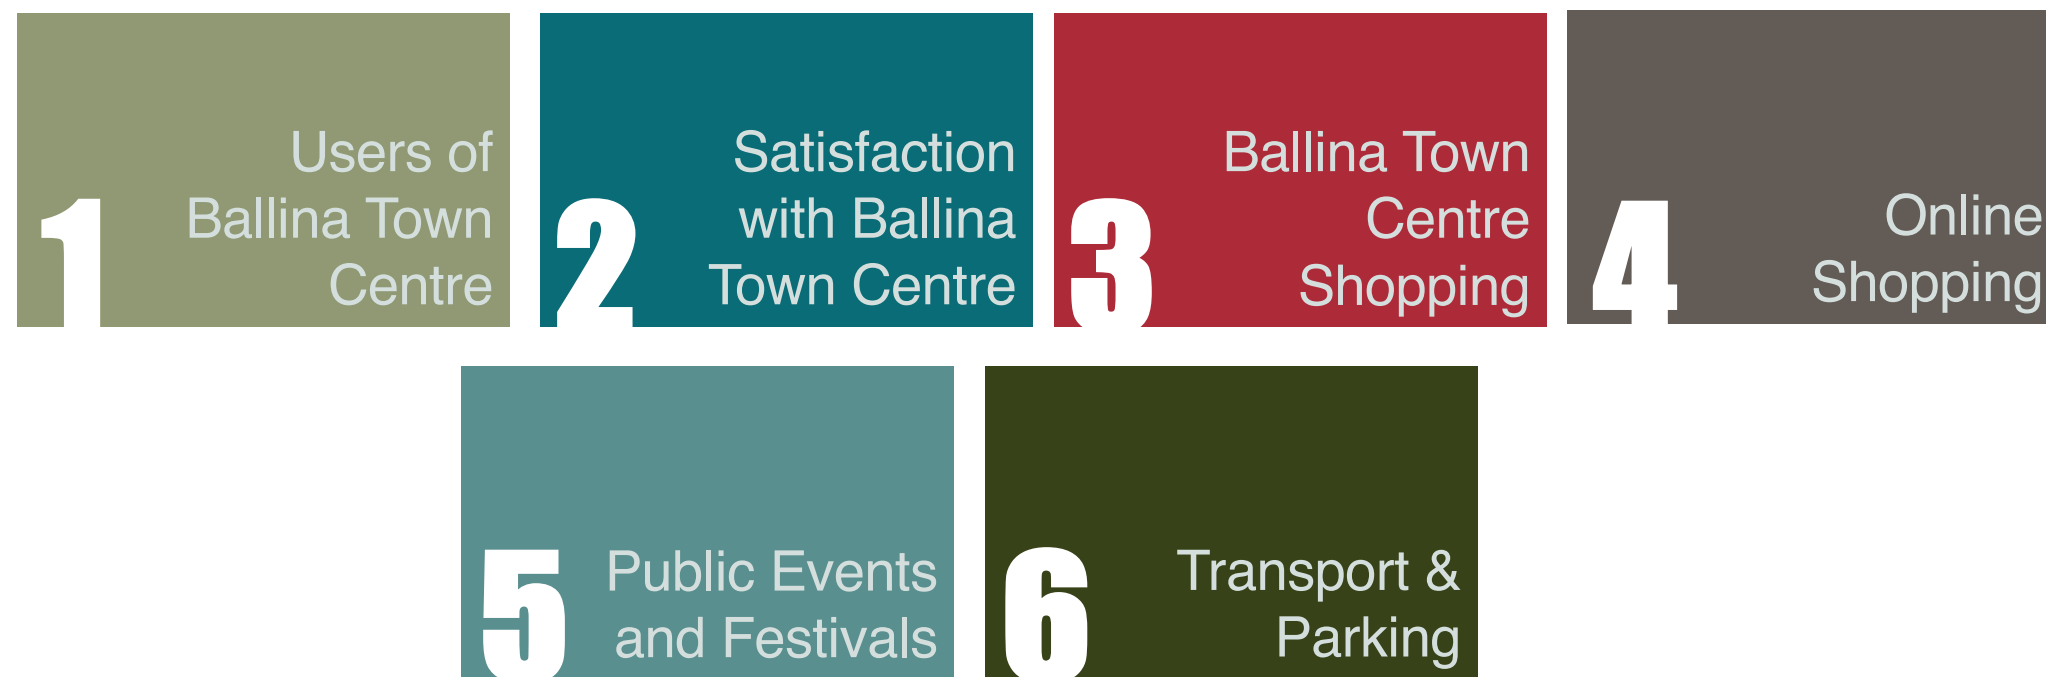 1
Users of
Ballina Town
Centre
2
Satisfaction
with Ballina
Town Centre
3
Ballina Town
Centre
Shopping
4
Online
Shopping
5
Public Events
and Festivals
6
Transport &
Parking